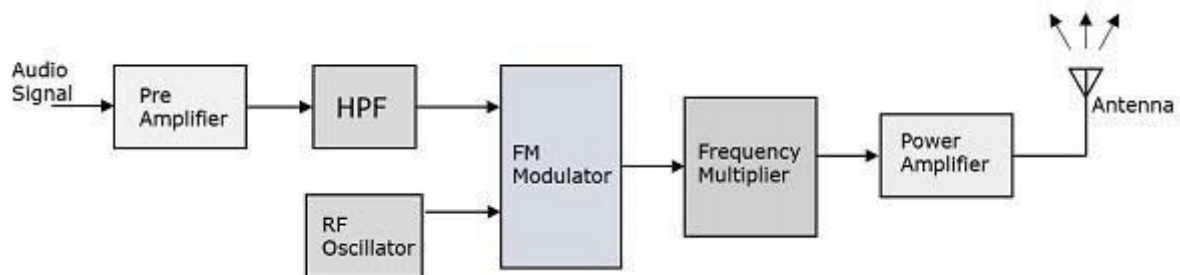 Audio
Signal
Pre
Amplifier
HPF
RF
Oscillator
FM
Modulator
Frequency
Multiplier
Power
Amplifier
Antenna